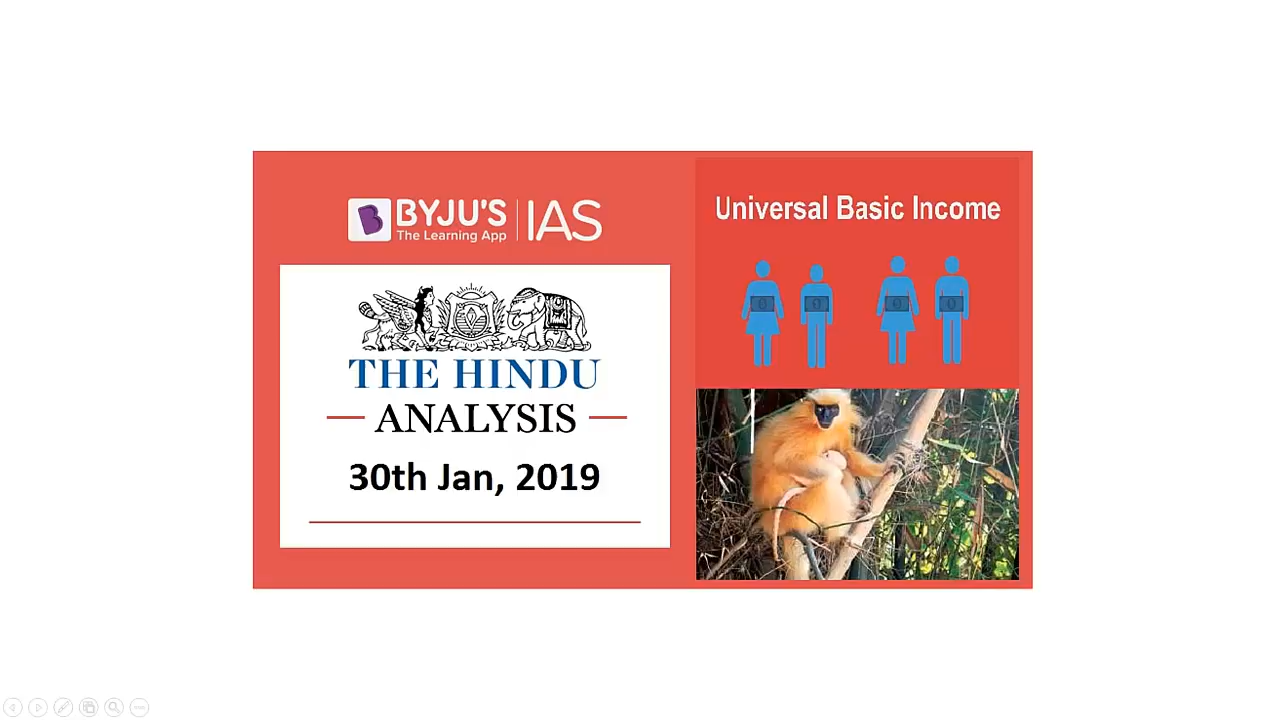 BYJU'S
The Learning App
IAS
THE HINDU
ANALYSIS
30th Jan, 2019
Universal Basic Income